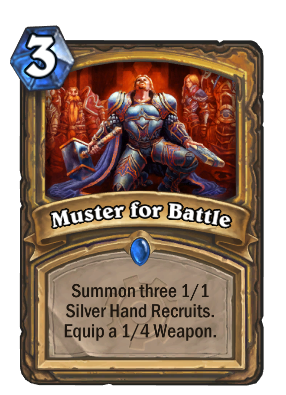 3
Muster for Battle
Summon three 1/1
Silver Hand Recruits.
Equip a 1/4 Weapon.